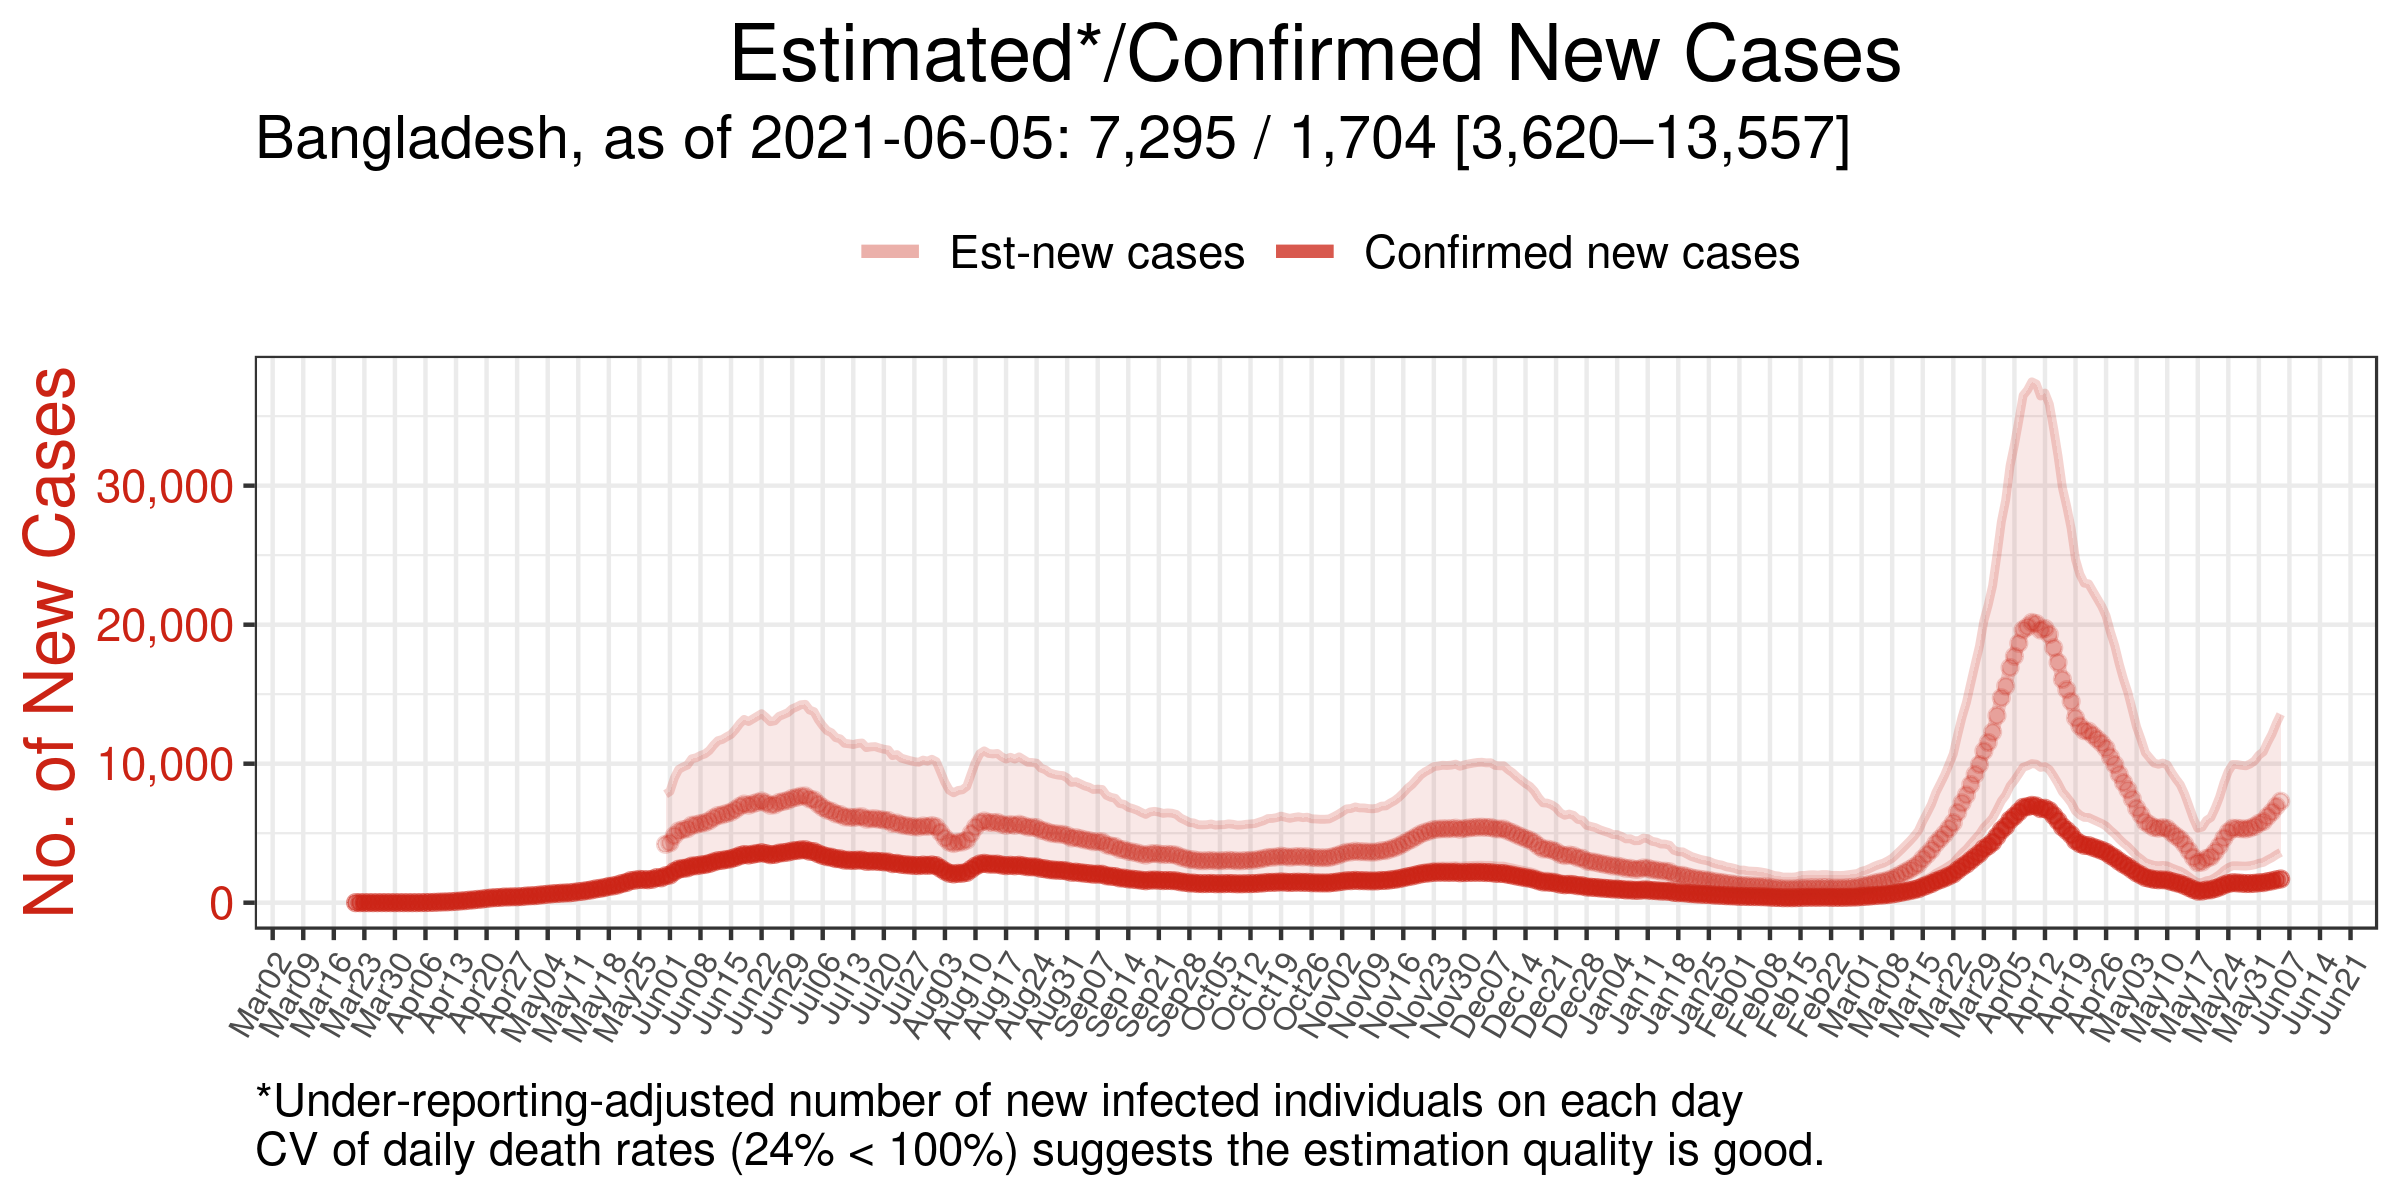 Estimated*/Confirmed New Cases
Bangladesh, as of 2021-06-05: 7,295 / 1,704 [3,620–13,557]
Est-new cases Confirmed new cases
No. of New Cases
30,000
20,000
10,000
0
Mar02 Mar09 Mar16 Mar23 Mar30 Apr06 Apr13 Apr20 Apr27 May04 May11 May18 May25 Jun01 Jun08 Jun15 Jun22 Jun29 Jul06 Jul13 Jul20 Jul27 Aug03 Aug10 Aug17 Aug24 Aug31 Sep07 Sep14 Sep21 Sep28 Oct05 Oct12 Oct19 Oct26 Nov02 Nov09 Nov16 Nov23 Nov30 Dec07 Dec14 Dec21 Dec28 Jan04 Jan11 Jan18 Jan25 Feb01 Feb08 Feb15 Feb22 Mar01 Mar08 Mar15 Mar22 Mar29 Apr05 Apr12 Apr19 Apr26 May03 May10 May17 May24 May31 Jun07 Jun14 Jun21
*Under-reporting-adjusted number of new infected individuals on each day
CV of daily death rates (24% < 100%) suggests the estimation quality is good.